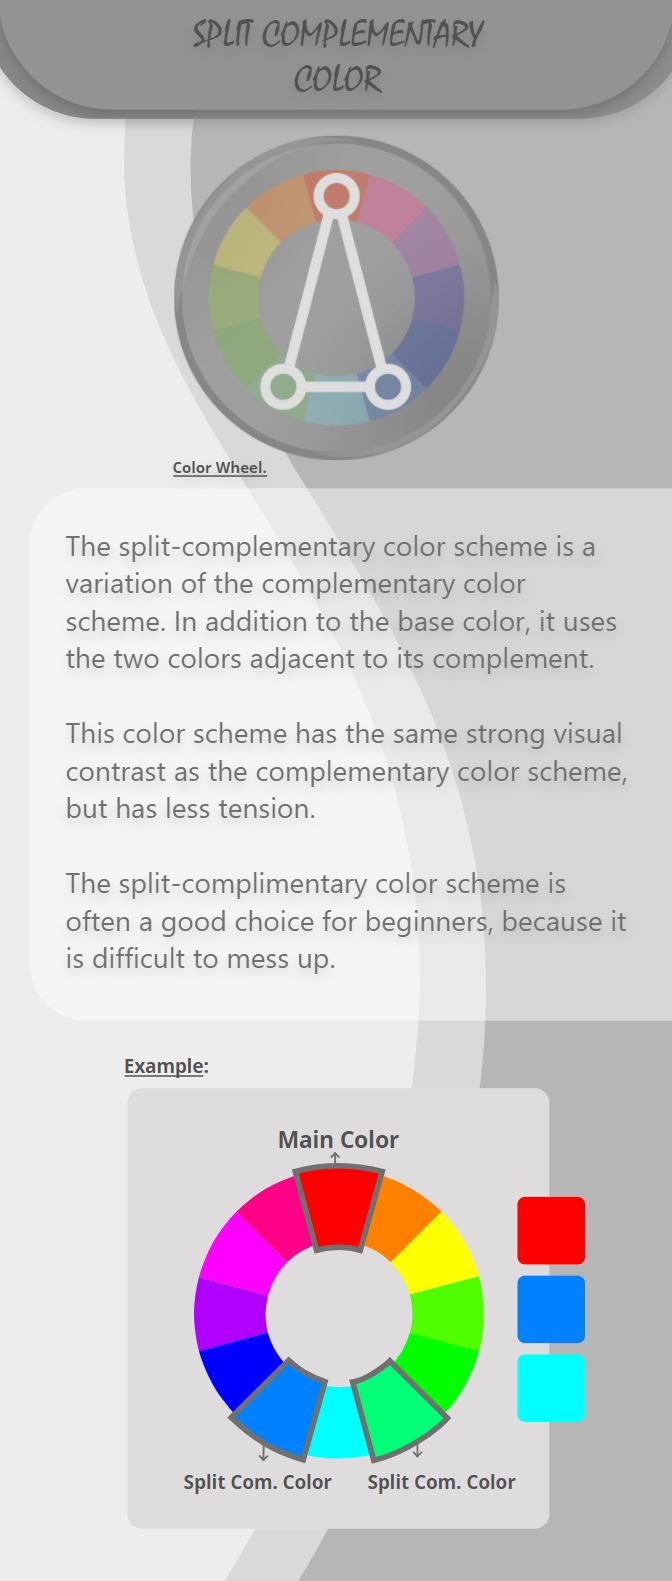 SPLIT COMPLEMENTARY
COLOR
Color Wheel.
The split-complementary color scheme is a
variation of the complementary color
scheme. In addition to the base color, it uses
the two colors adjacent to its complement.
This color scheme has the same strong visual
contrast as the complementary color scheme,
but has less tension.
The split-complimentary color scheme is
often a good choice for beginners, because it
is difficult to mess up.
Example:
Main Color
Split Com. Color
Split Com. Color